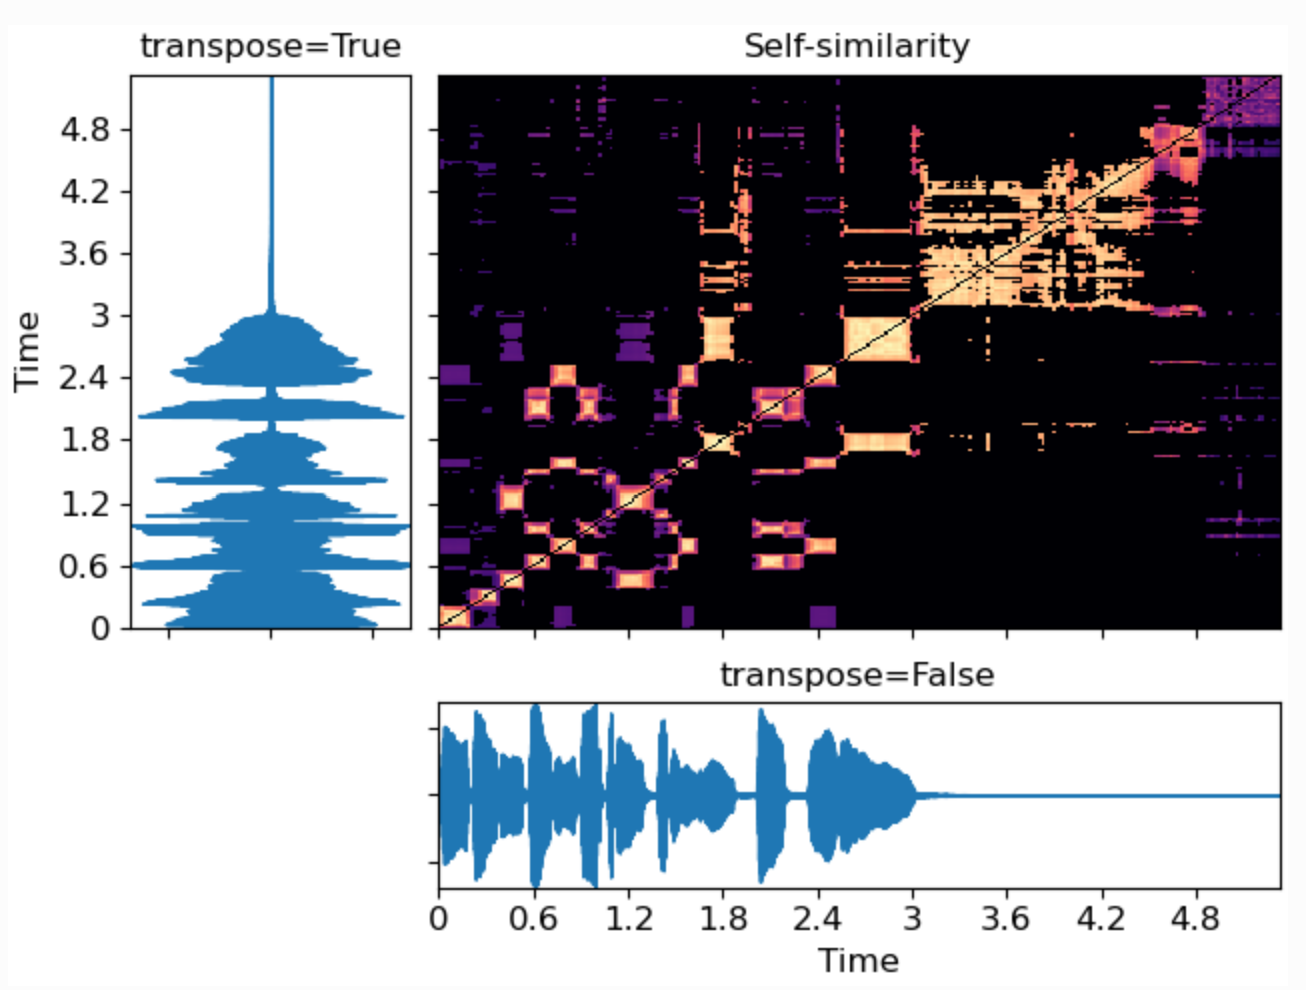 transpose=True
Self-similarity
4.8
4.2
3.6
3
2.4
1.8
1.2
0.6
0
Time
transpose=False
0 0.6 1.2 1.8 2.4 3 3.6 4.2 4.8
Time